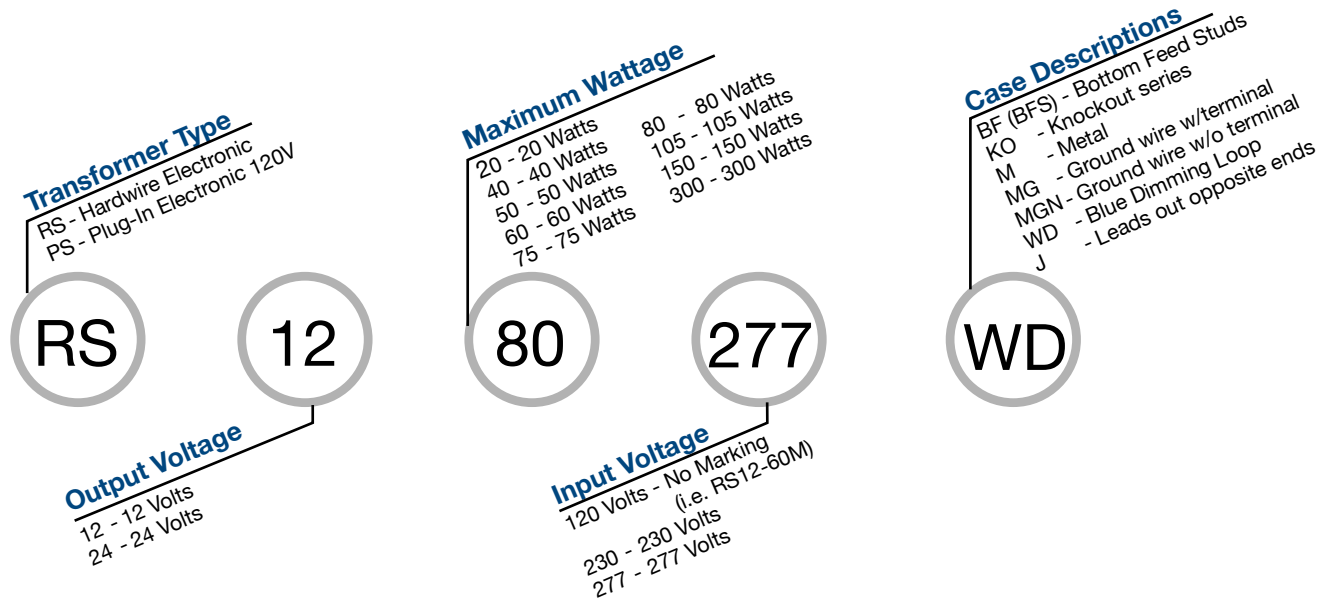 Transformer Type
RS - Hardwire Electronic
PS - Plug-In Electronic 120V
Maximum Wattage
20 - 20 Watts
40 - 40 Watts
50 - 50 Watts
60 - 60 Watts
75 - 75 Watts
80 - 80 Watts
105 - 105 Watts
150 - 150 Watts
300 - 300 Watts
Case Descriptions
BF (BFS) - Bottom Feed Studs
KO - Knockout series
M - Metal
MG - Ground wire w/terminal
MGN - Ground wire w/o terminal
WD - Blue Dimming Loop
J - Leads out opposite ends
RS
12
80
277
WD
Output Voltage
12 - 12 Volts
24 - 24 Volts
Input Voltage
120 Volts - No Marking
(i.e. RS12-60M)
230 - 230 Volts
277 - 277 Volts